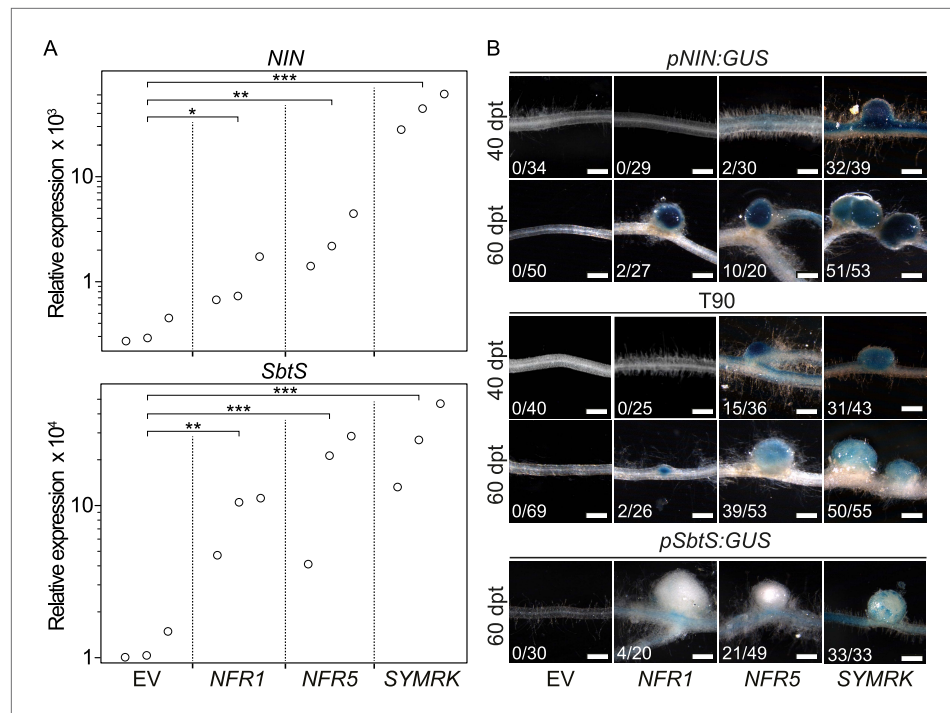 A
NIN
***
**
*
Relative expression x 10³
10
1
SbtS
***
***
**
Relative expression x 10⁴
10
1
EV NFR1 NFR5 SYMRK
B
pNIN:GUS
40 dpt
0/34 0/29 2/30 32/39
60 dpt
0/50 2/27 10/20 51/53
T90
40 dpt
0/40 0/25 15/36 31/43
60 dpt
0/69 2/26 39/53 50/55
pSbtS:GUS
60 dpt
0/30 4/20 21/49 33/33
EV NFR1 NFR5 SYMRK